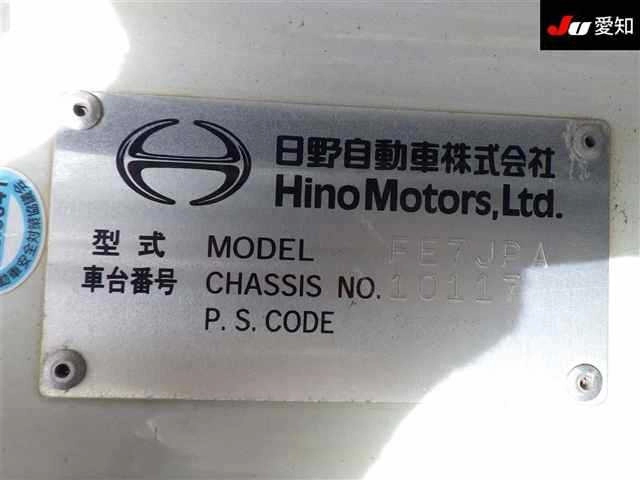 JU 愛知
日野自動車株式会社
Hino Motors, Ltd.
型式 MODEL FE7JPA
車台番号 CHASSIS NO. 10117
P. S. CODE